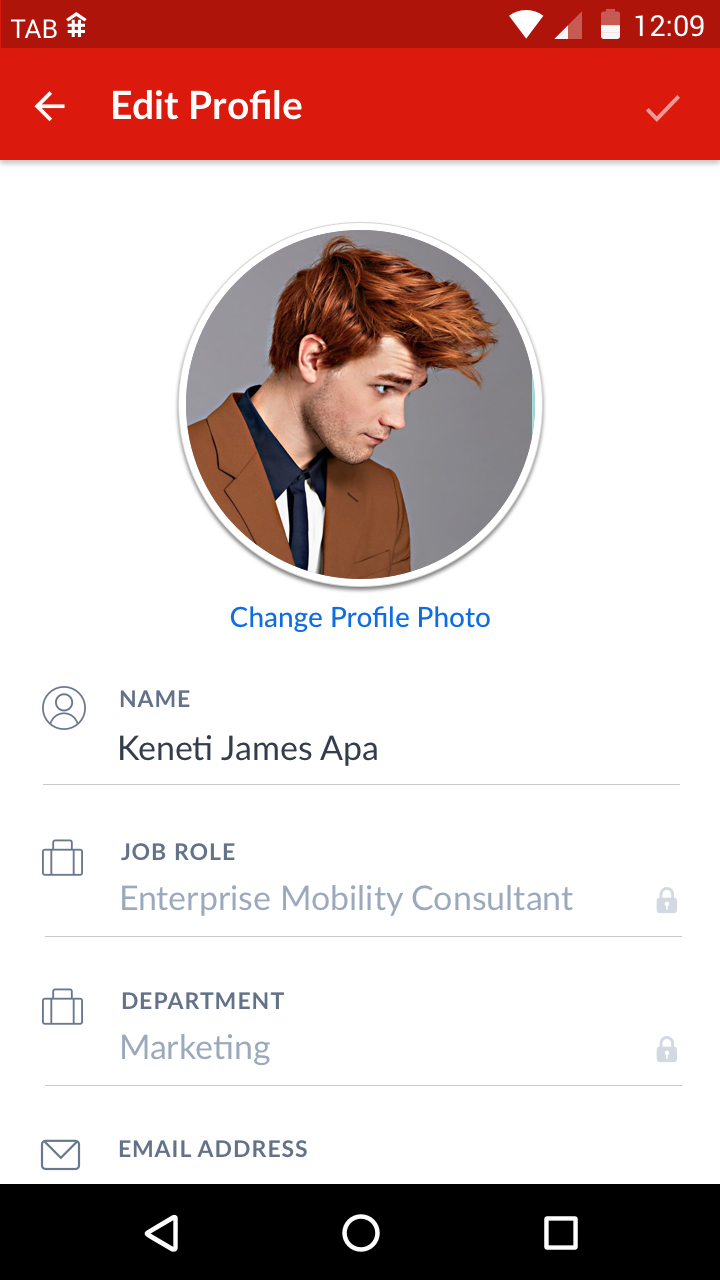 TAB 12:09
Edit Profile
Change Profile Photo
NAME
Keneti James Apa
JOB ROLE
Enterprise Mobility Consultant
DEPARTMENT
Marketing
EMAIL ADDRESS